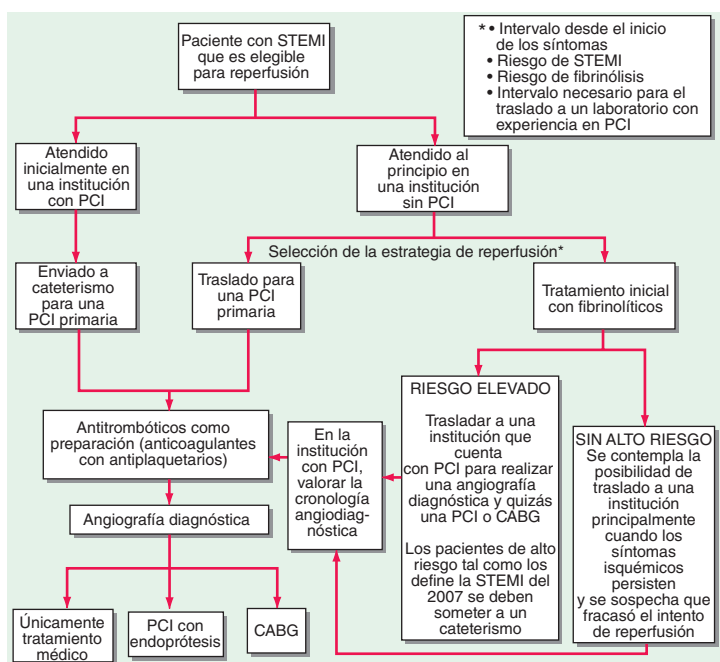 Paciente con STEMI
que es elegible
para reperfusión
* • Intervalo desde el inicio
de los síntomas
• Riesgo de STEMI
• Riesgo de fibrinólisis
• Intervalo necesario para el
traslado a un laboratorio con
experiencia en PCI
Atendido
inicialmente en
una institución
con PCI
Atendido al
principio en
una institución
sin PCI
Selección de la estrategia de reperfusión*
Enviado a
cateterismo
para una
PCI primaria
Traslado para
una PCI
primaria
Tratamiento inicial
con fibrinolíticos
Antitrombóticos como
preparación (anticoagulantes
con antiplaquetarios)
En la
institución
con PCI,
valorar la
cronología
angiodiag-
nóstica
RIESGO ELEVADO
Trasladar a una
institución que
cuenta
con PCI para realizar
una angiografía
diagnóstica y quizás
una PCI o CABG
Los pacientes de alto
riesgo tal como los
define la STEMI del
2007 se deben
someter a un
cateterismo
SIN ALTO RIESGO
Se contempla la
posibilidad de
traslado a una
institución
principalmente
cuando los
síntomas
isquémicos
persisten
y se sospecha que
fracasó el intento
de reperfusión
Angiografía diagnóstica
Únicamente
tratamiento
médico
PCI con
endoprótesis
CABG